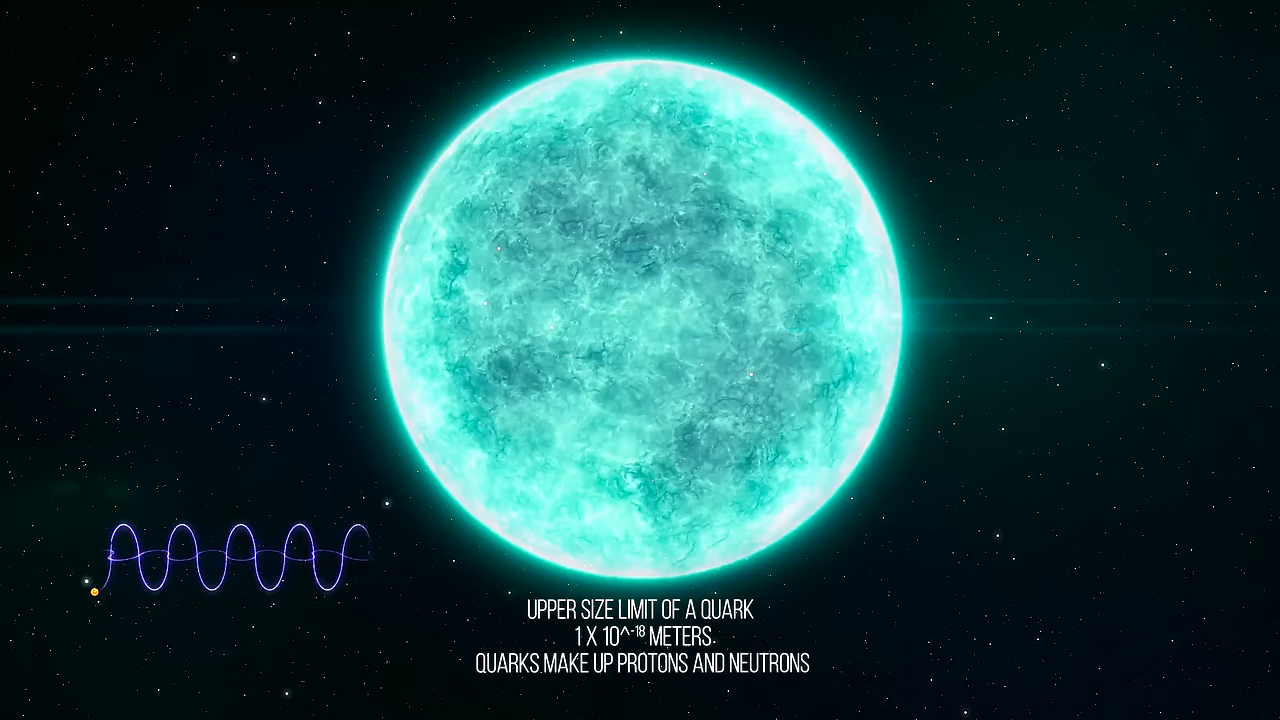 UPPER SIZE LIMIT OF A QUARK
1 X 10^⁻¹⁸ METERS
QUARKS MAKE UP PROTONS AND NEUTRONS